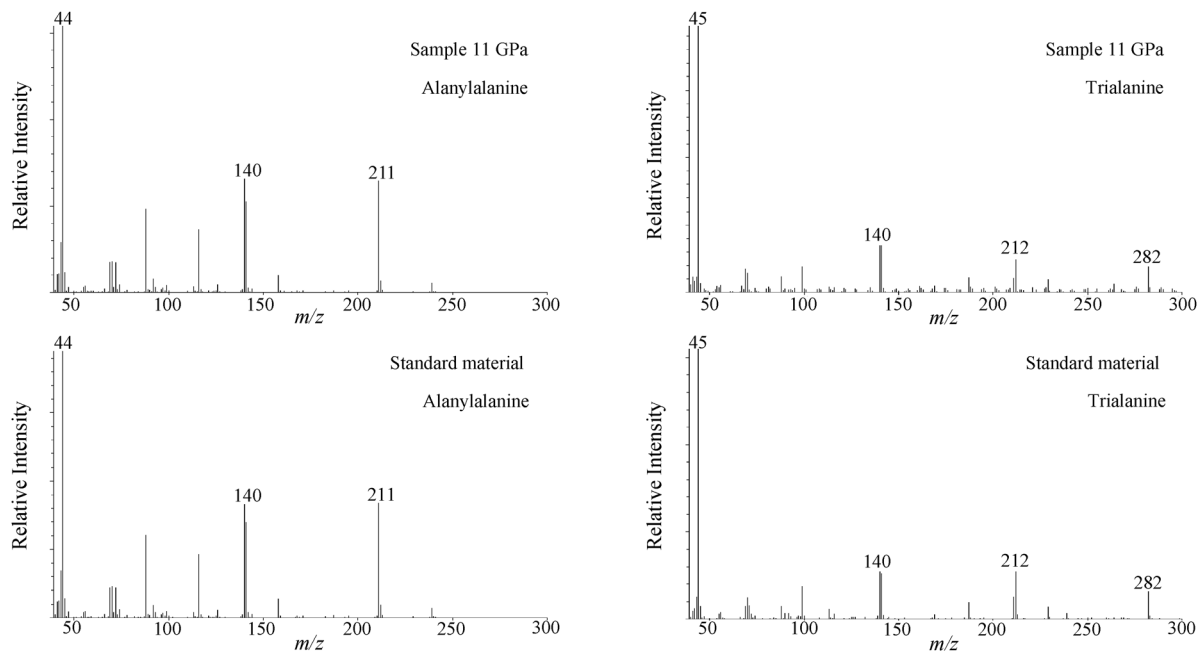 44
Sample 11 GPa
Alanylalanine
140
211
Relative Intensity
50 100 150 200 250 300
m/z
45
Sample 11 GPa
Trialanine
140
212
282
Relative Intensity
50 100 150 200 250 300
m/z
44
Standard material
Alanylalanine
140
211
Relative Intensity
50 100 150 200 250 300
m/z
45
Standard material
Trialanine
140
212
282
Relative Intensity
50 100 150 200 250 300
m/z